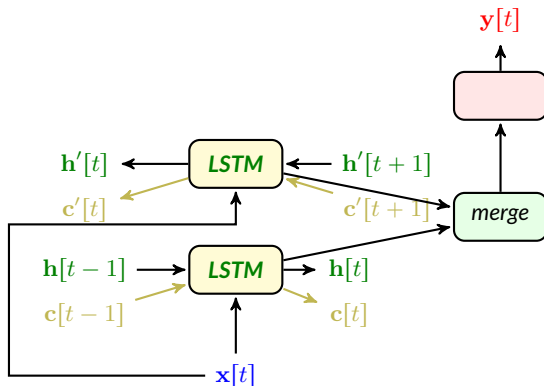 y[t]
h′[t] LSTM h′[t + 1]
c′[t] c′[t + 1] merge
h[t − 1] LSTM h[t]
c[t − 1] c[t]
x[t]